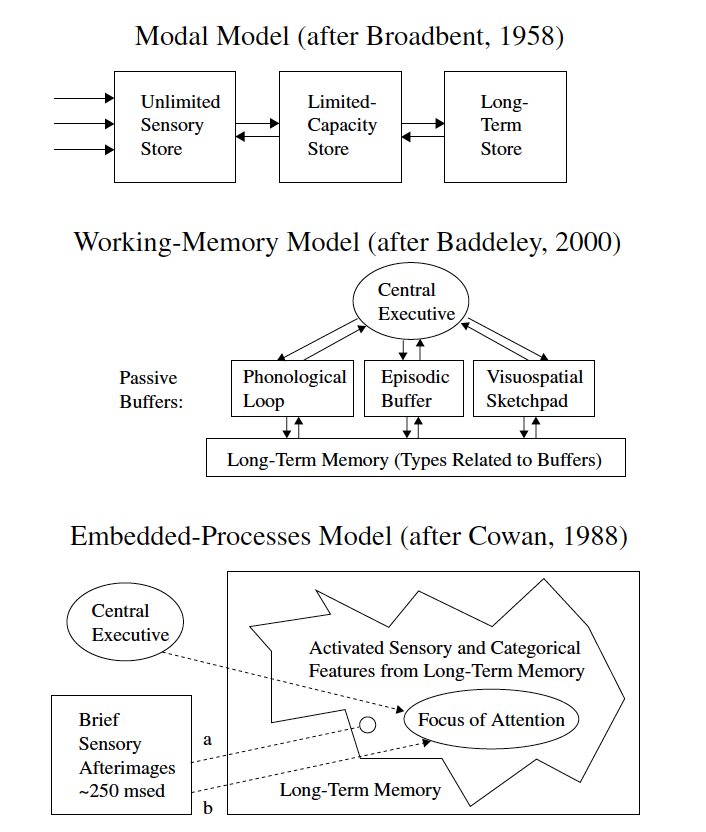 Modal Model (after Broadbent, 1958)
Unlimited
Sensory
Store
Limited-
Capacity
Store
Long-
Term
Store
Working-Memory Model (after Baddeley, 2000)
Central
Executive
Passive
Buffers:
Phonological
Loop
Episodic
Buffer
Visuospatial
Sketchpad
Long-Term Memory (Types Related to Buffers)
Embedded-Processes Model (after Cowan, 1988)
Central
Executive
Activated Sensory and Categorical
Features from Long-Term Memory
Focus of Attention
Brief
Sensory
Afterimages
~250 msed
a
b
Long-Term Memory